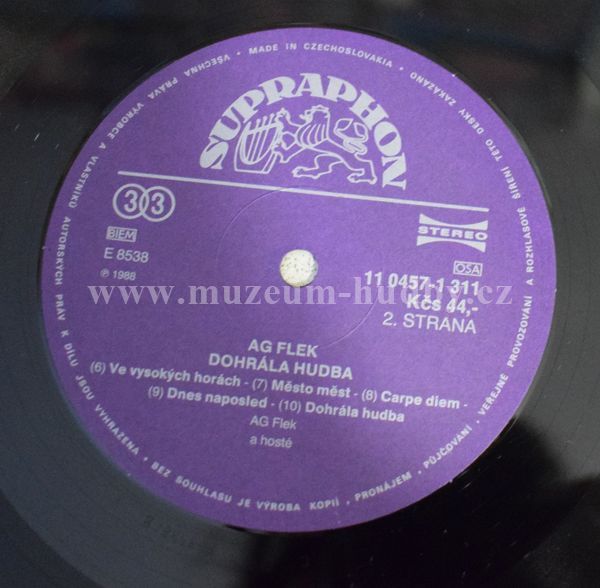 VŠECHNA PRÁVA VÝROBCE A VLASTNÍKŮ AUTORSKÝCH PRÁV K DÍLU JSOU VYHRAZENA • BEZ SOUHLASU JE VÝROBA KOPIÍ, PRONÁJEM, PŮJČOVÁNÍ, VEŘEJNÉ PROVOZOVÁNÍ A ROZHLASOVÉ ŠÍŘENÍ TÉTO DESKY ZAKÁZÁNO
• MADE IN CZECHOSLOVAKIA •
SUPRAPHON
33
BIEM
E 8538
℗ 1988
STEREO
OSA
11 0457-1 311
Kčs 44,-
2. STRANA
www.muzeum-hudby.cz
AG FLEK
DOHRÁLA HUDBA
(6) Ve vysokých horách - (7) Město měst - (8) Carpe diem -
(9) Dnes naposled - (10) Dohrála hudba
AG Flek
a hosté